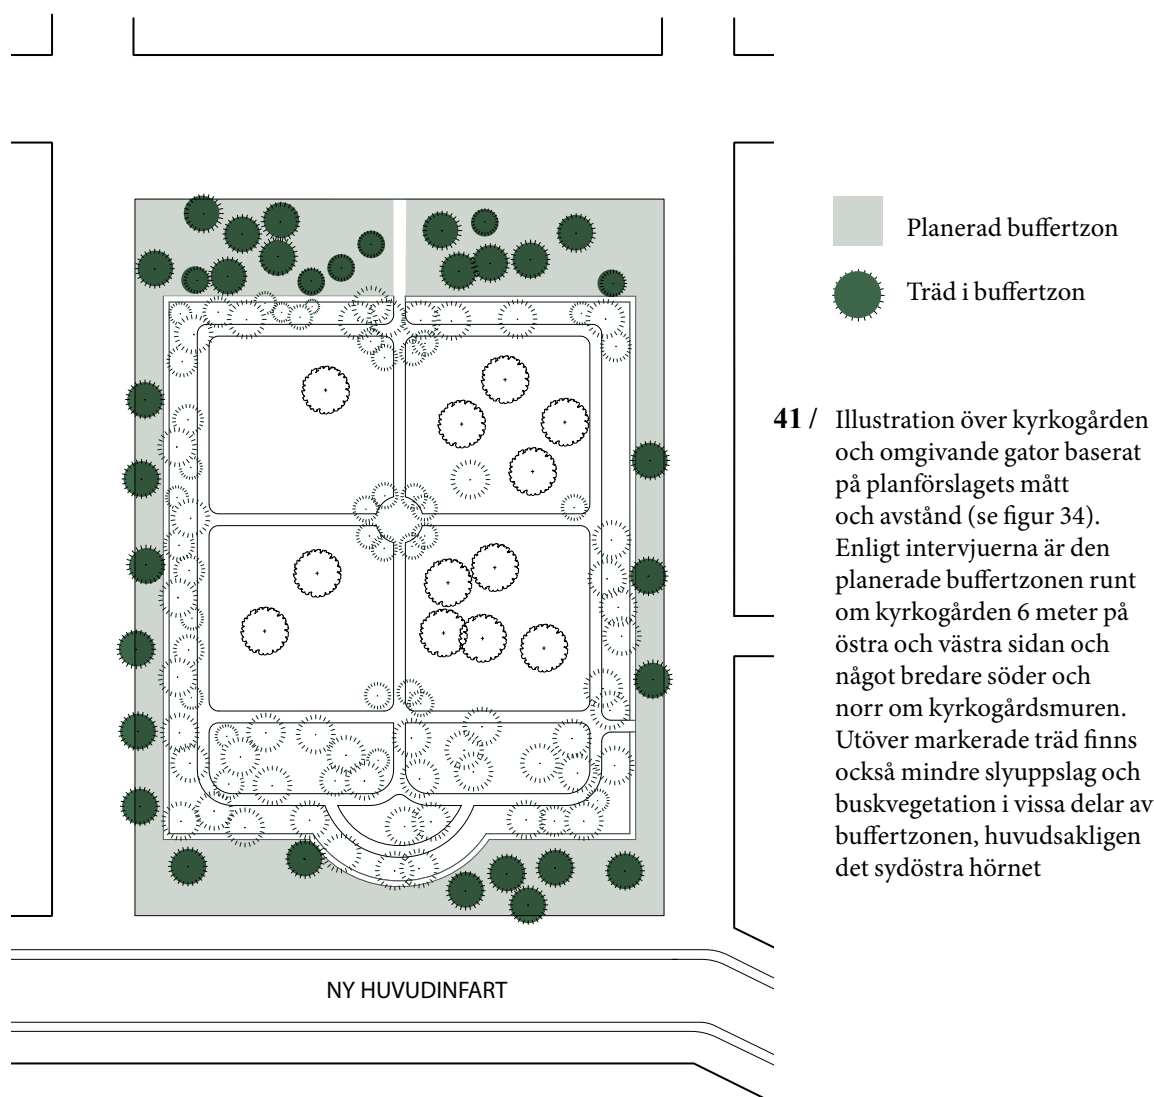 Planerad buffertzon
Träd i buffertzon
41 / Illustration över kyrkogården
och omgivande gator baserat
på planförslagets mått
och avstånd (se figur 34).
Enligt intervjuerna är den
planerade buffertzonen runt
om kyrkogården 6 meter på
östra och västra sidan och
något bredare söder och
norr om kyrkogårdsmuren.
Utöver markerade träd finns
också mindre slyuppslag och
buskvegetation i vissa delar av
buffertzonen, huvudsakligen
det sydöstra hörnet
NY HUVUDINFART